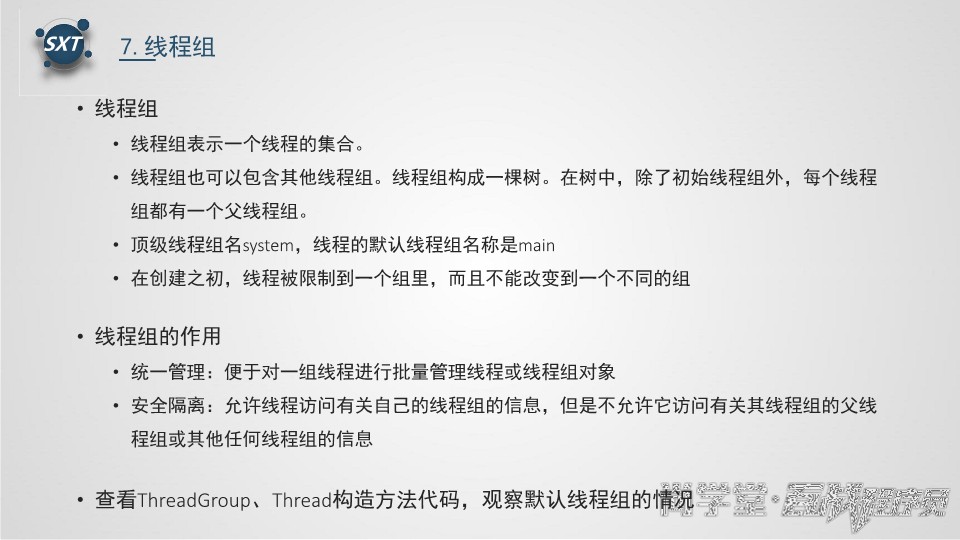 SXT
7. 线程组
• 线程组
• 线程组表示一个线程的集合。
• 线程组也可以包含其他线程组。线程组构成一棵树。在树中，除了初始线程组外，每个线程
组都有一个父线程组。
• 顶级线程组名system，线程的默认线程组名称是main
• 在创建之初，线程被限制到一个组里，而且不能改变到一个不同的组
• 线程组的作用
• 统一管理：便于对一组线程进行批量管理线程或线程组对象
• 安全隔离：允许线程访问有关自己的线程组的信息，但是不允许它访问有关其线程组的父线
程组或其他任何线程组的信息
• 查看ThreadGroup、Thread构造方法代码，观察默认线程组的情况